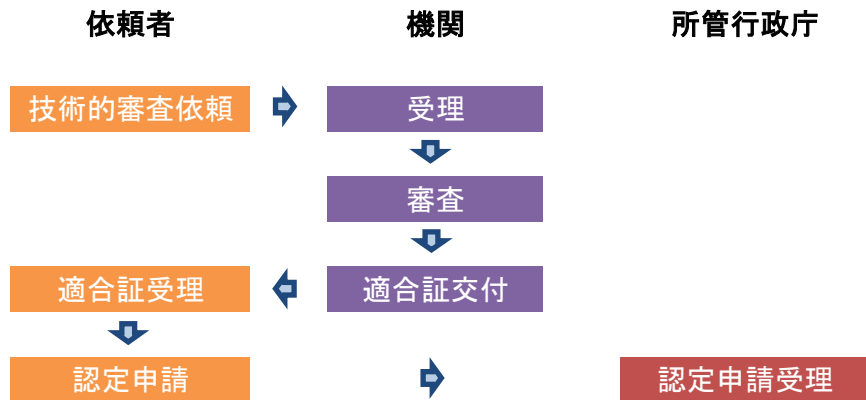 依頼者
機関
所管行政庁
技術的審査依頼
受理
審査
適合証受理
適合証交付
認定申請
認定申請受理